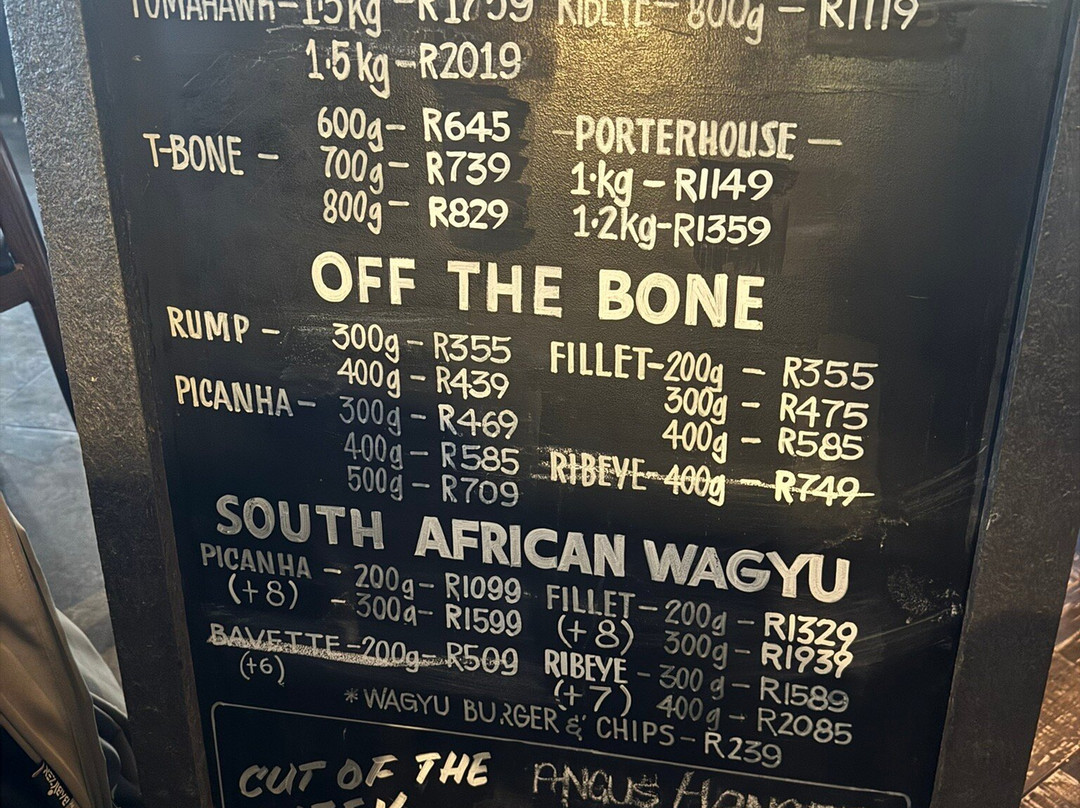 TOMAHAWK-1.5kg-R1759 RIBEYE- 800g - R1119
1.5kg-R2019
600g- R645 -PORTERHOUSE-
T-BONE - 700g- R739 1.kg-R1149
800g- R829 1.2kg-R1359
OFF THE BONE
RUMP - 300g-R355 FILLET-200g - R355
400g-R439 300g - R475
PICANHA- 300g-R469 400g - R585
400g-R585 RIBEYE-400g - R749
500g-R709
SOUTH AFRICAN WAGYU
PICANHA - 200g-R1099 FILLET-200g-R1329
(+8) -300g-R1599 (+8) 300g-R1939
BAVETTE-200g-R509 RIBEYE-300g-R1589
(+6) (+7) 400g-R2085
*WAGYU BURGER & CHIPS-R239
CUT OF THE ANGUS/